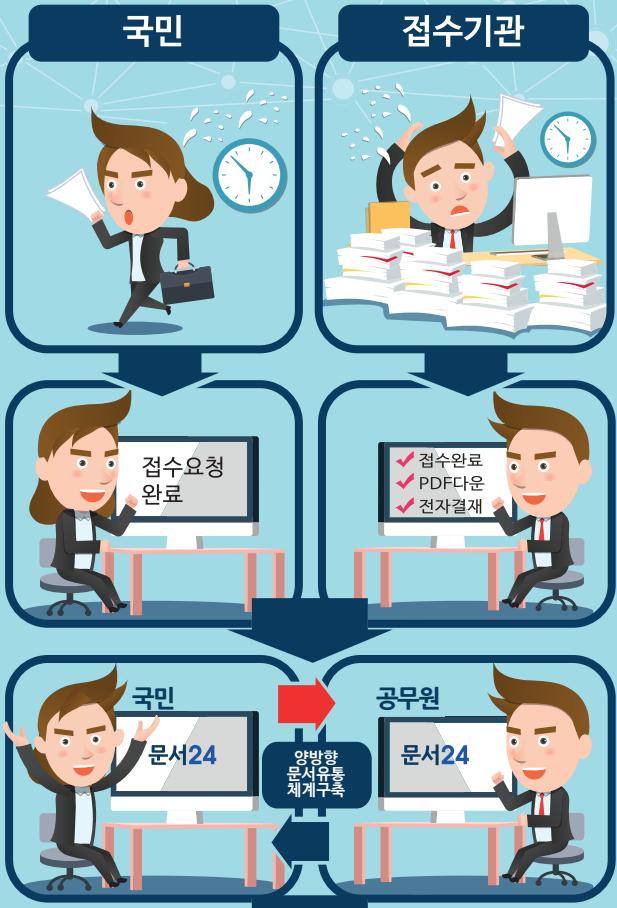 국민
접수기관
접수요청
완료
접수완료
PDF다운
전자결재
국민
공무원
문서24
양방향
문서유통
체계구축
문서24